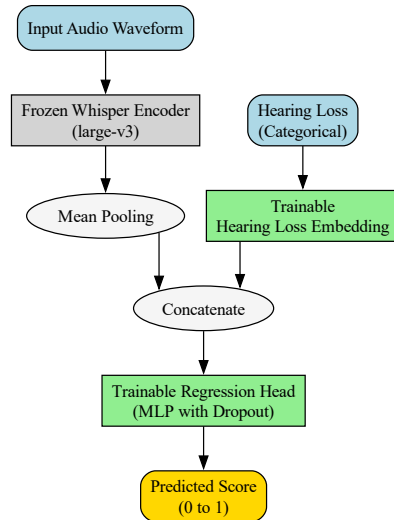 Input Audio Waveform
Frozen Whisper Encoder
(large-v3)
Hearing Loss
(Categorical)
Mean Pooling
Trainable
Hearing Loss Embedding
Concatenate
Trainable Regression Head
(MLP with Dropout)
Predicted Score
(0 to 1)